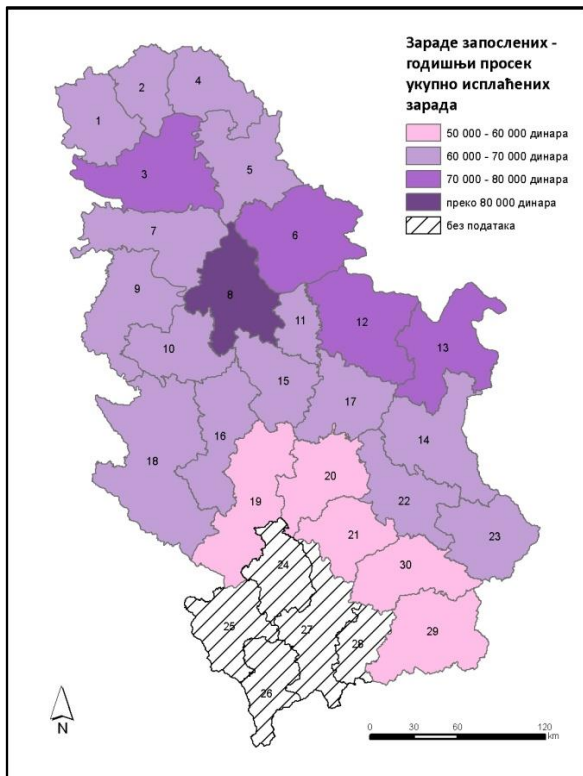 Зараде запослених -
годишњи просек
укупно исплаћених
зарада
50 000 - 60 000 динара
60 000 - 70 000 динара
70 000 - 80 000 динара
преко 80 000 динара
без података
1
2
4
3
5
7
6
8
9
11
12
10
13
15
17
14
16
18
20
19
22
23
21
24
30
25
27
28
29
26
N
0 30 60 120
km